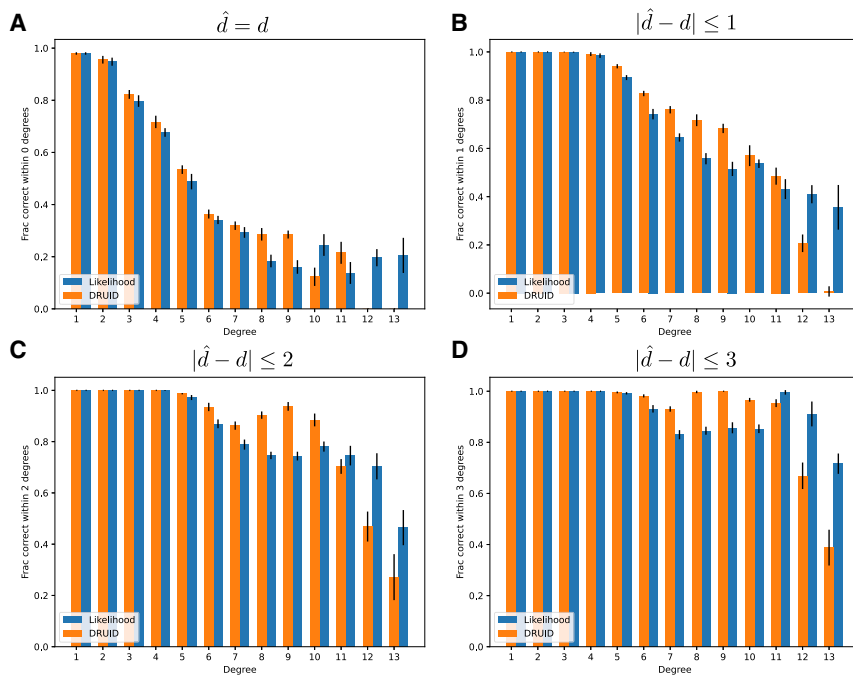 A
$\hat{d} = d$
Frac correct within 0 degrees
1.0
0.8
0.6
0.4
0.2
0.0
Likelihood
DRUID
1 2 3 4 5 6 7 8 9 10 11 12 13
Degree
B
$|\hat{d} - d| \leq 1$
Frac correct within 1 degrees
1.0
0.8
0.6
0.4
0.2
0.0
Likelihood
DRUID
1 2 3 4 5 6 7 8 9 10 11 12 13
Degree
C
$|\hat{d} - d| \leq 2$
Frac correct within 2 degrees
1.0
0.8
0.6
0.4
0.2
0.0
Likelihood
DRUID
1 2 3 4 5 6 7 8 9 10 11 12 13
Degree
D
$|\hat{d} - d| \leq 3$
Frac correct within 3 degrees
1.0
0.8
0.6
0.4
0.2
0.0
Likelihood
DRUID
1 2 3 4 5 6 7 8 9 10 11 12 13
Degree